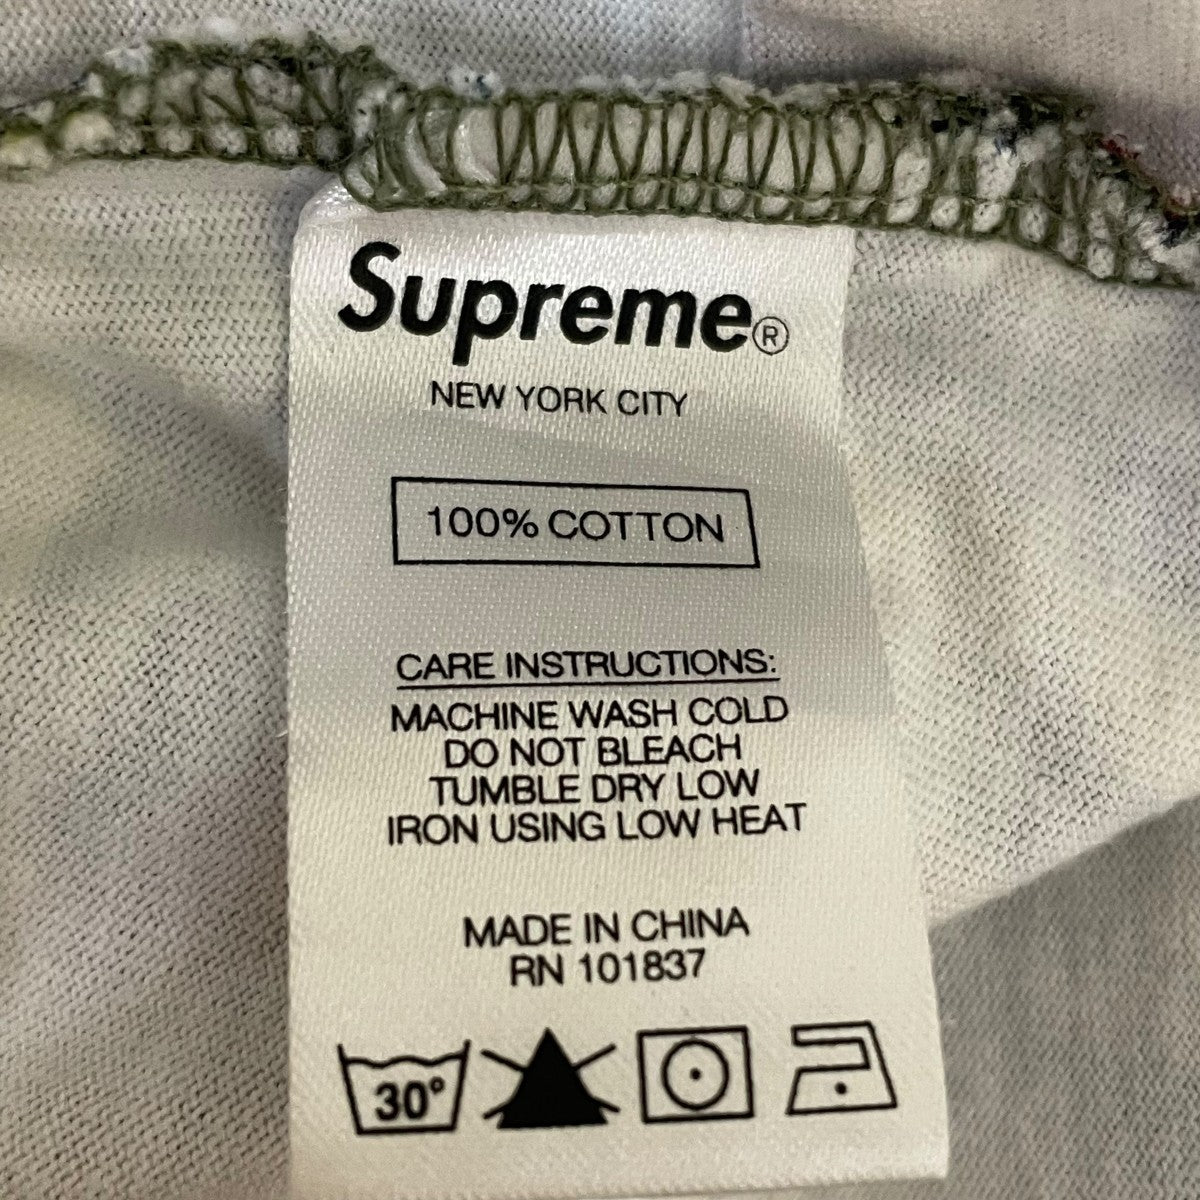 Supreme®
NEW YORK CITY
100% COTTON
CARE INSTRUCTIONS:
MACHINE WASH COLD
DO NOT BLEACH
TUMBLE DRY LOW
IRON USING LOW HEAT
MADE IN CHINA
RN 101837
30°